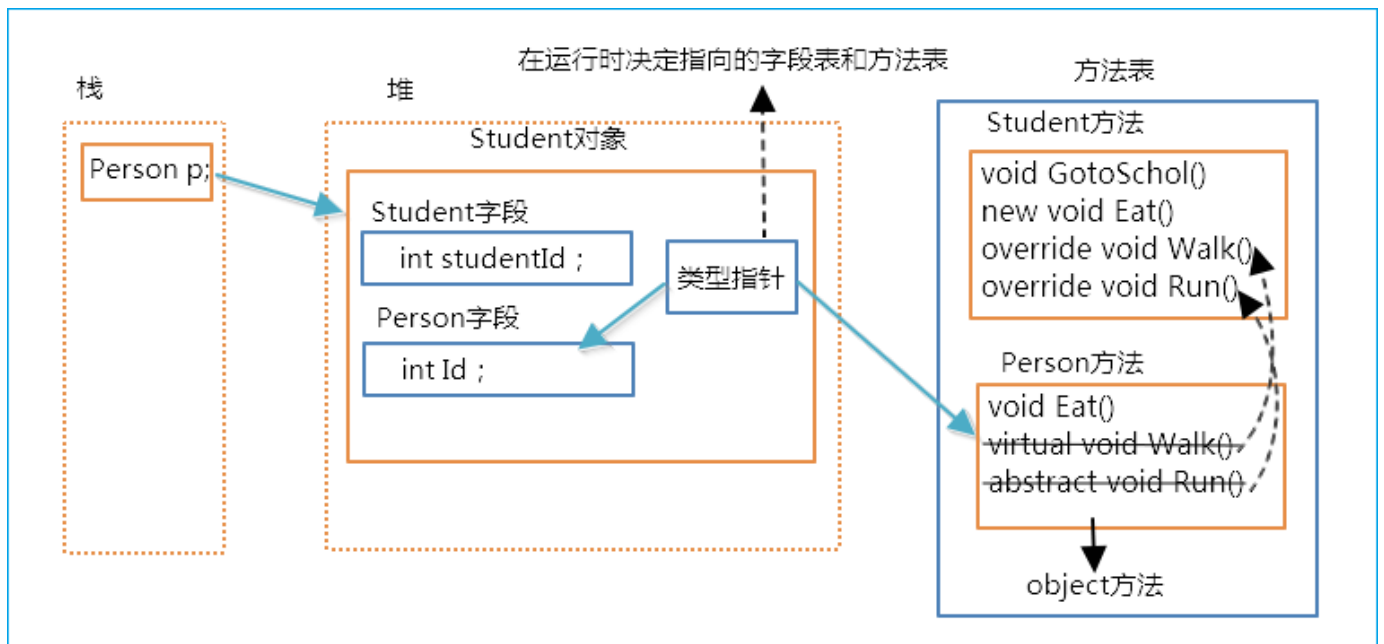 在运行时决定指向的字段表和方法表
栈
堆
方法表
Person p;
Student对象
Student字段
int studentId ;
类型指针
Person字段
int Id ;
Student方法
void GotoSchol()
new void Eat()
override void Walk()
override void Run()
Person方法
void Eat()
virtual void Walk()
abstract void Run()
object方法